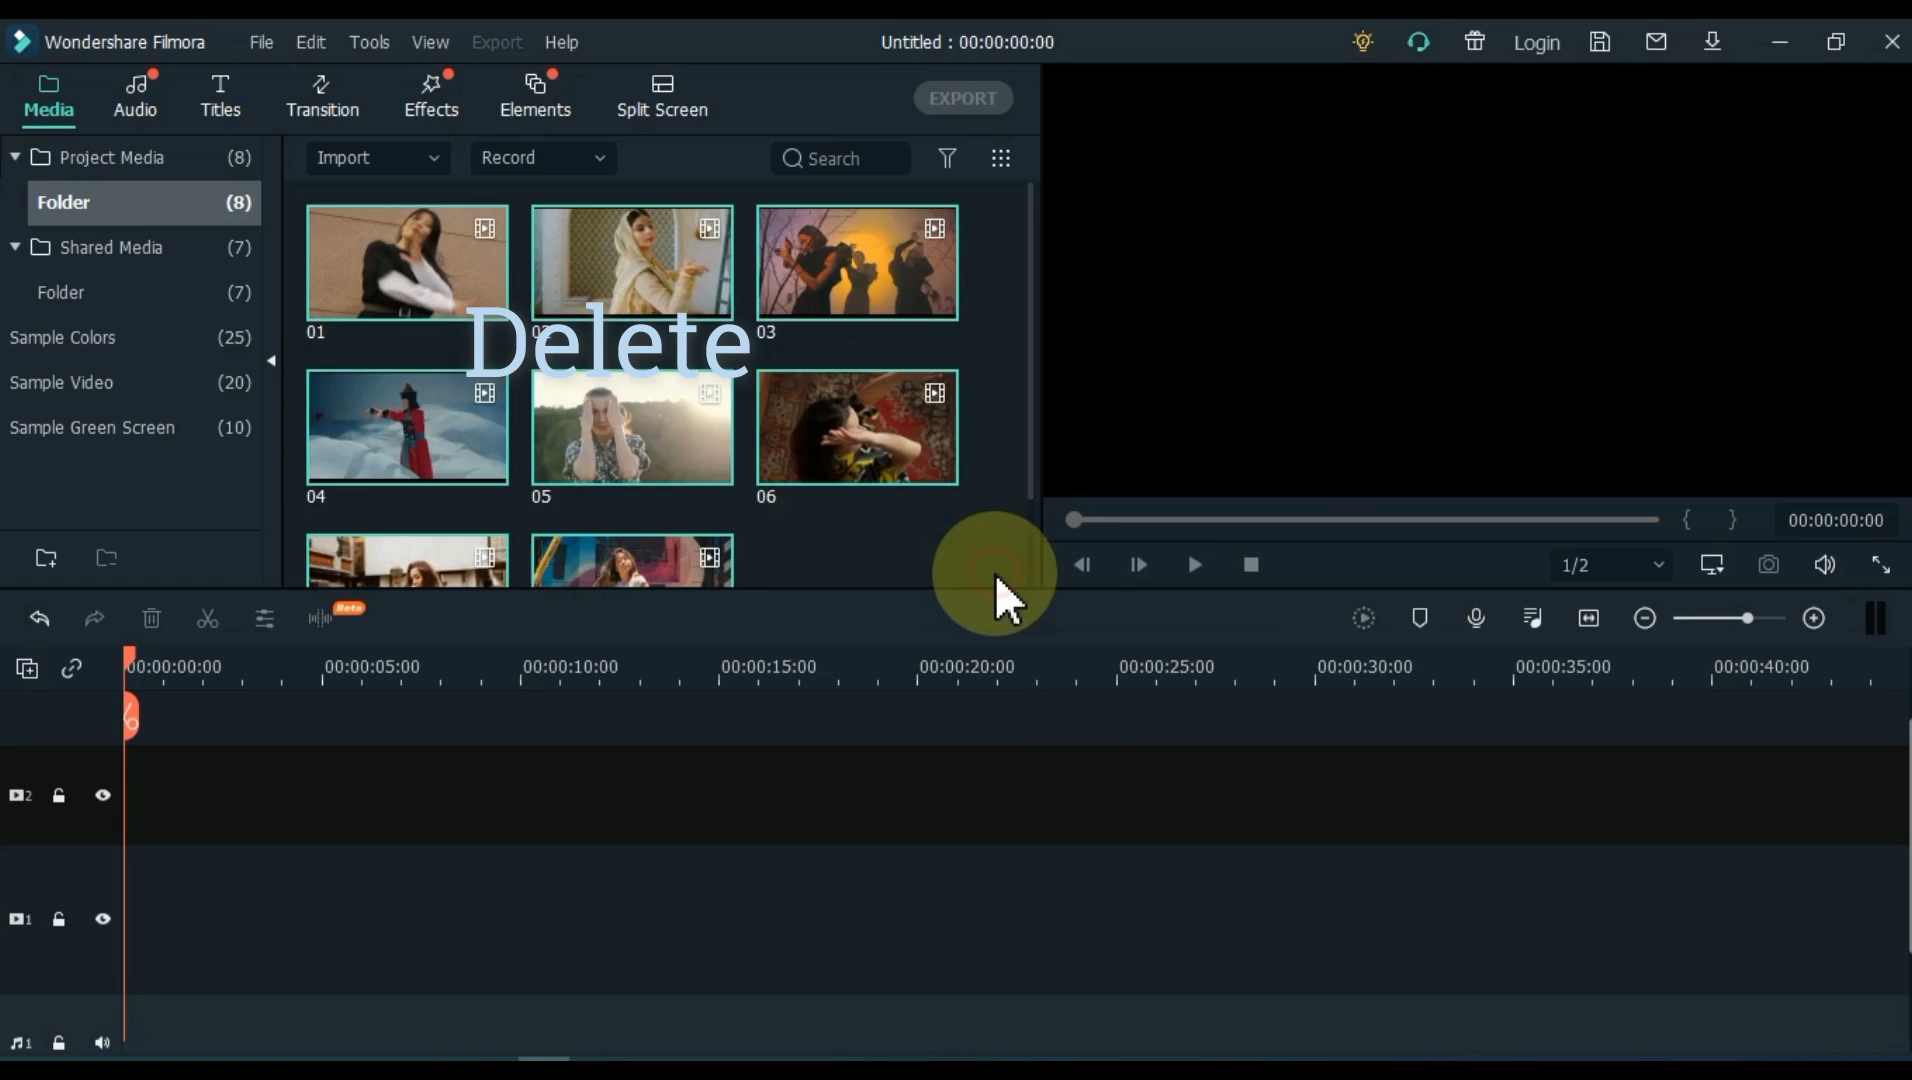 Wondershare Filmora File Edit Tools View Export Help Untitled : 00:00:00:00 Login
Media Audio Titles Transition Effects Elements Split Screen EXPORT
Project Media (8)
Folder (8)
Shared Media (7)
Folder (7)
Sample Colors (25)
Sample Video (20)
Sample Green Screen (10)
Import Record Search
01 03
Delete
04 05 06
00:00:00:00
1/2
Beta
00:00:00:00 00:00:05:00 00:00:10:00 00:00:15:00 00:00:20:00 00:00:25:00 00:00:30:00 00:00:35:00 00:00:40:00
2
1
1